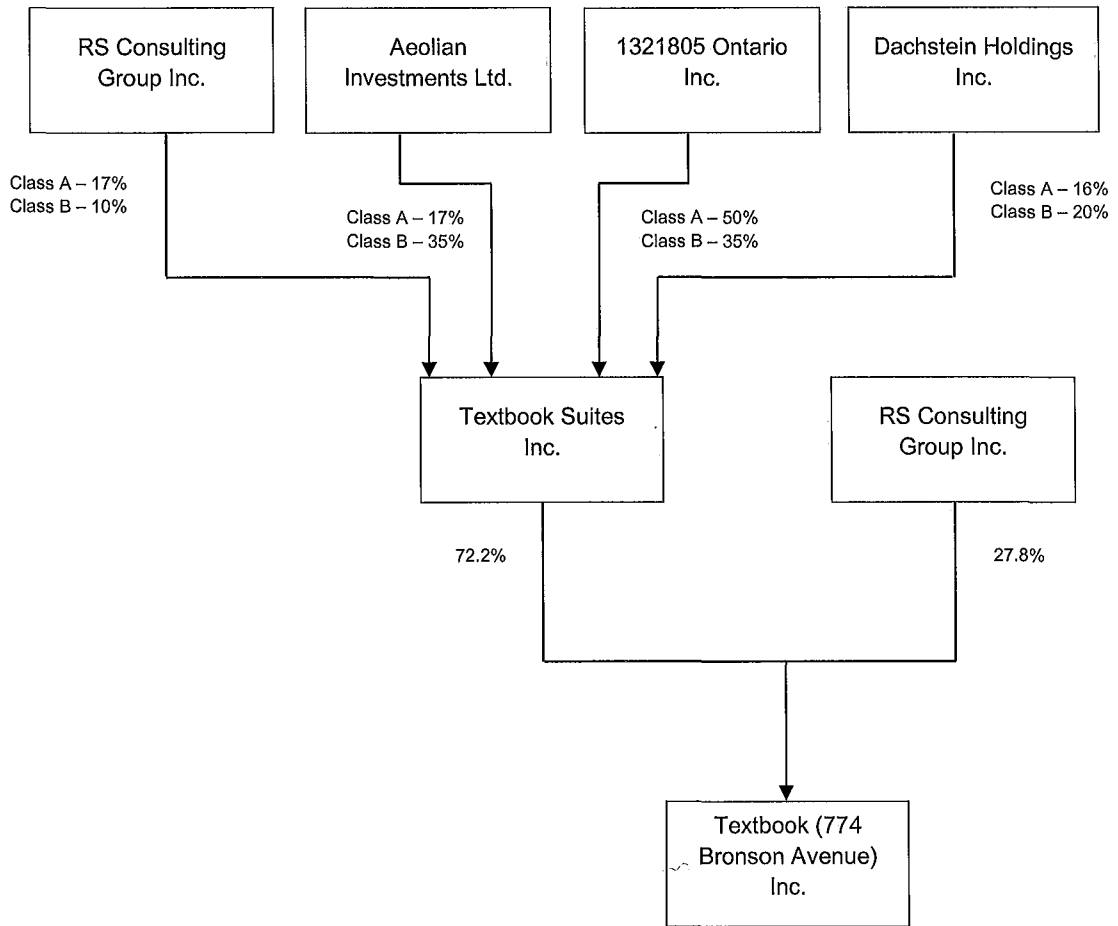 RS Consulting
Group Inc.
Aeolian
Investments Ltd.
1321805 Ontario
Inc.
Dachstein Holdings
Inc.
Class A – 17%
Class B – 10%
Class A – 17%
Class B – 35%
Class A – 50%
Class B – 35%
Class A – 16%
Class B – 20%
Textbook Suites
Inc.
RS Consulting
Group Inc.
72.2%
27.8%
Textbook (774
Bronson Avenue)
Inc.